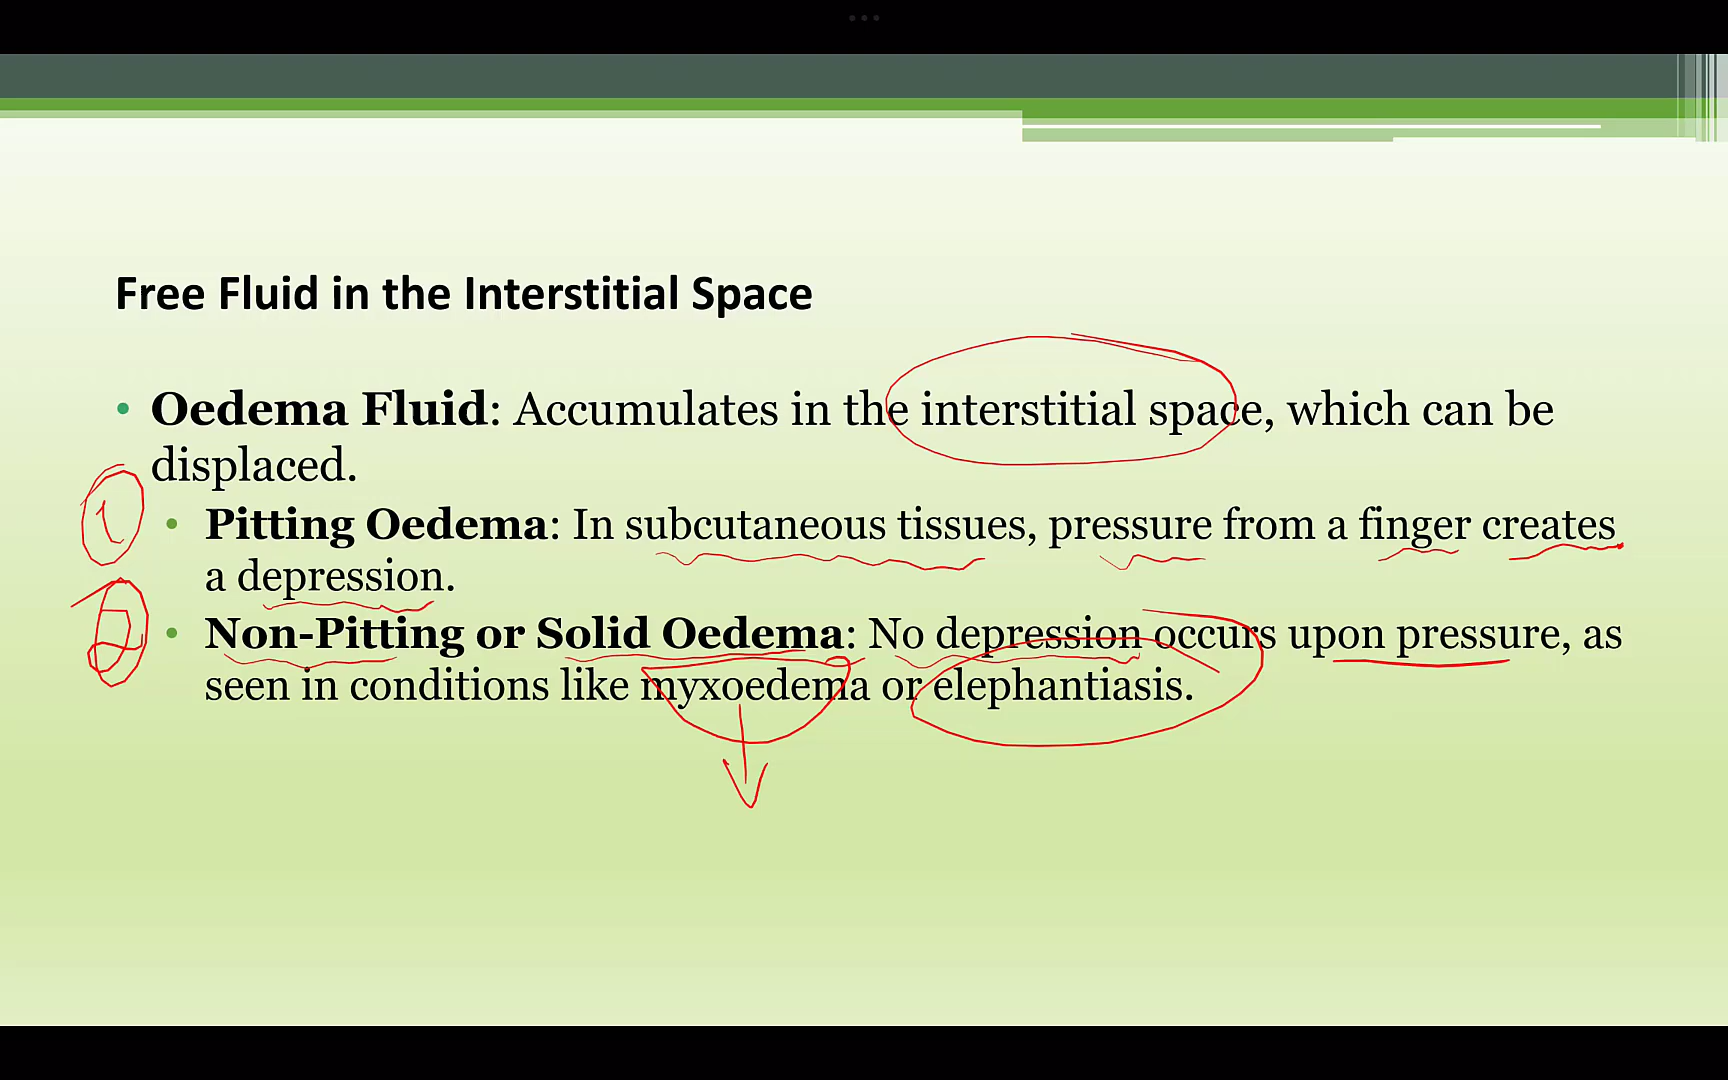 Free Fluid in the Interstitial Space
• Oedema Fluid: Accumulates in the interstitial space, which can be
displaced.
1
• Pitting Oedema: In subcutaneous tissues, pressure from a finger creates
a depression.
2
• Non-Pitting or Solid Oedema: No depression occurs upon pressure, as
seen in conditions like myxoedema or elephantiasis.